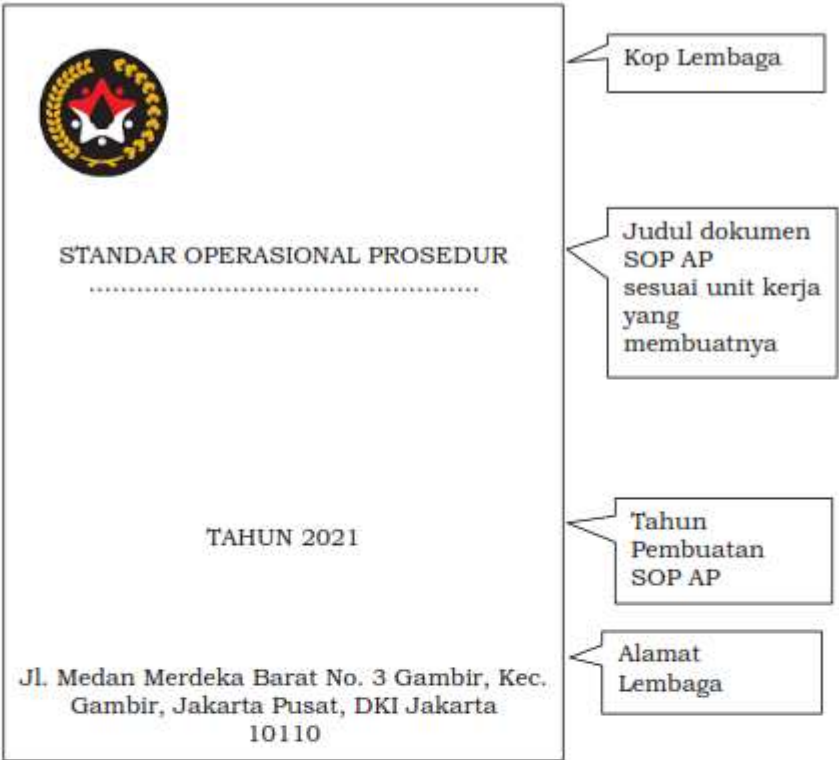 Kop Lembaga
STANDAR OPERASIONAL PROSEDUR
................................................
Judul dokumen
SOP AP
sesuai unit kerja
yang
membuatnya
TAHUN 2021
Tahun
Pembuatan
SOP AP
Jl. Medan Merdeka Barat No. 3 Gambir, Kec.
Gambir, Jakarta Pusat, DKI Jakarta
10110
Alamat
Lembaga